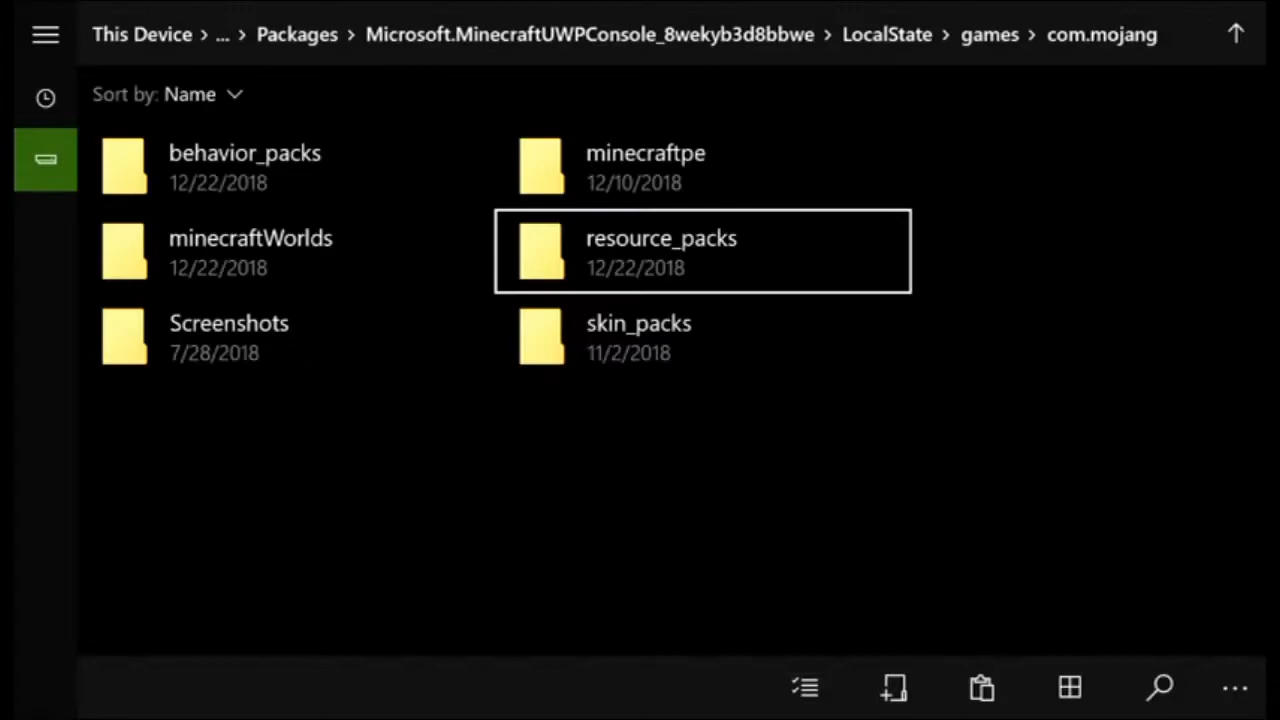 This Device › ... › Packages › Microsoft.MinecraftUWPConsole_8wekyb3d8bbwe › LocalState › games › com.mojang
Sort by: Name
behavior_packs
12/22/2018
minecraftpe
12/10/2018
minecraftWorlds
12/22/2018
resource_packs
12/22/2018
Screenshots
7/28/2018
skin_packs
11/2/2018